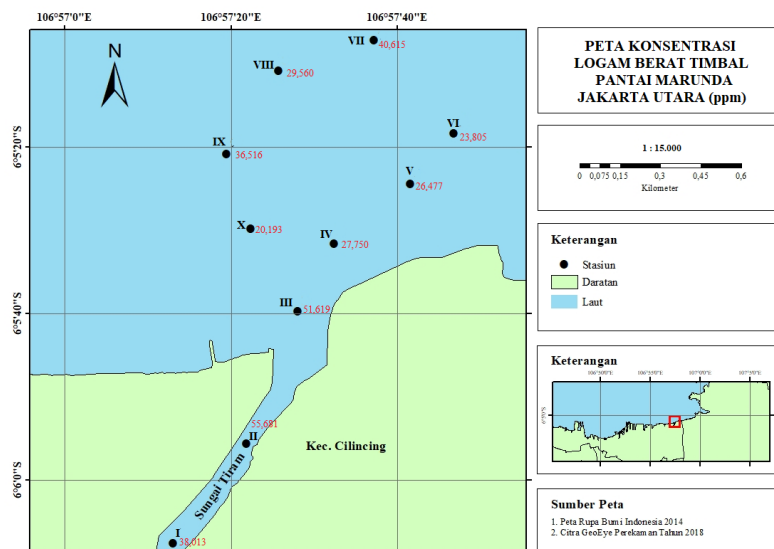 106°57'0"E
106°57'20"E
106°57'40"E
N
VII
40,615
VIII
29,560
VI
23,805
6°5'20"S
IX
36,516
V
26,477
X
20,193
IV
27,750
6°5'40"S
III
51,619
55,681
II
Kec. Cilincing
Sungai Tiram
6°6'0"S
I
38,013
PETA KONSENTRASI
LOGAM BERAT TIMBAL
PANTAI MARUNDA
JAKARTA UTARA (ppm)
1 : 15.000
0 0,075 0,15 0,3 0,45 0,6
Kilometer
Keterangan
Stasiun
Daratan
Laut
Keterangan
Sumber Peta
1. Peta Rupa Bumi Indonesia 2014
2. Citra GeoEye Perekaman Tahun 2018